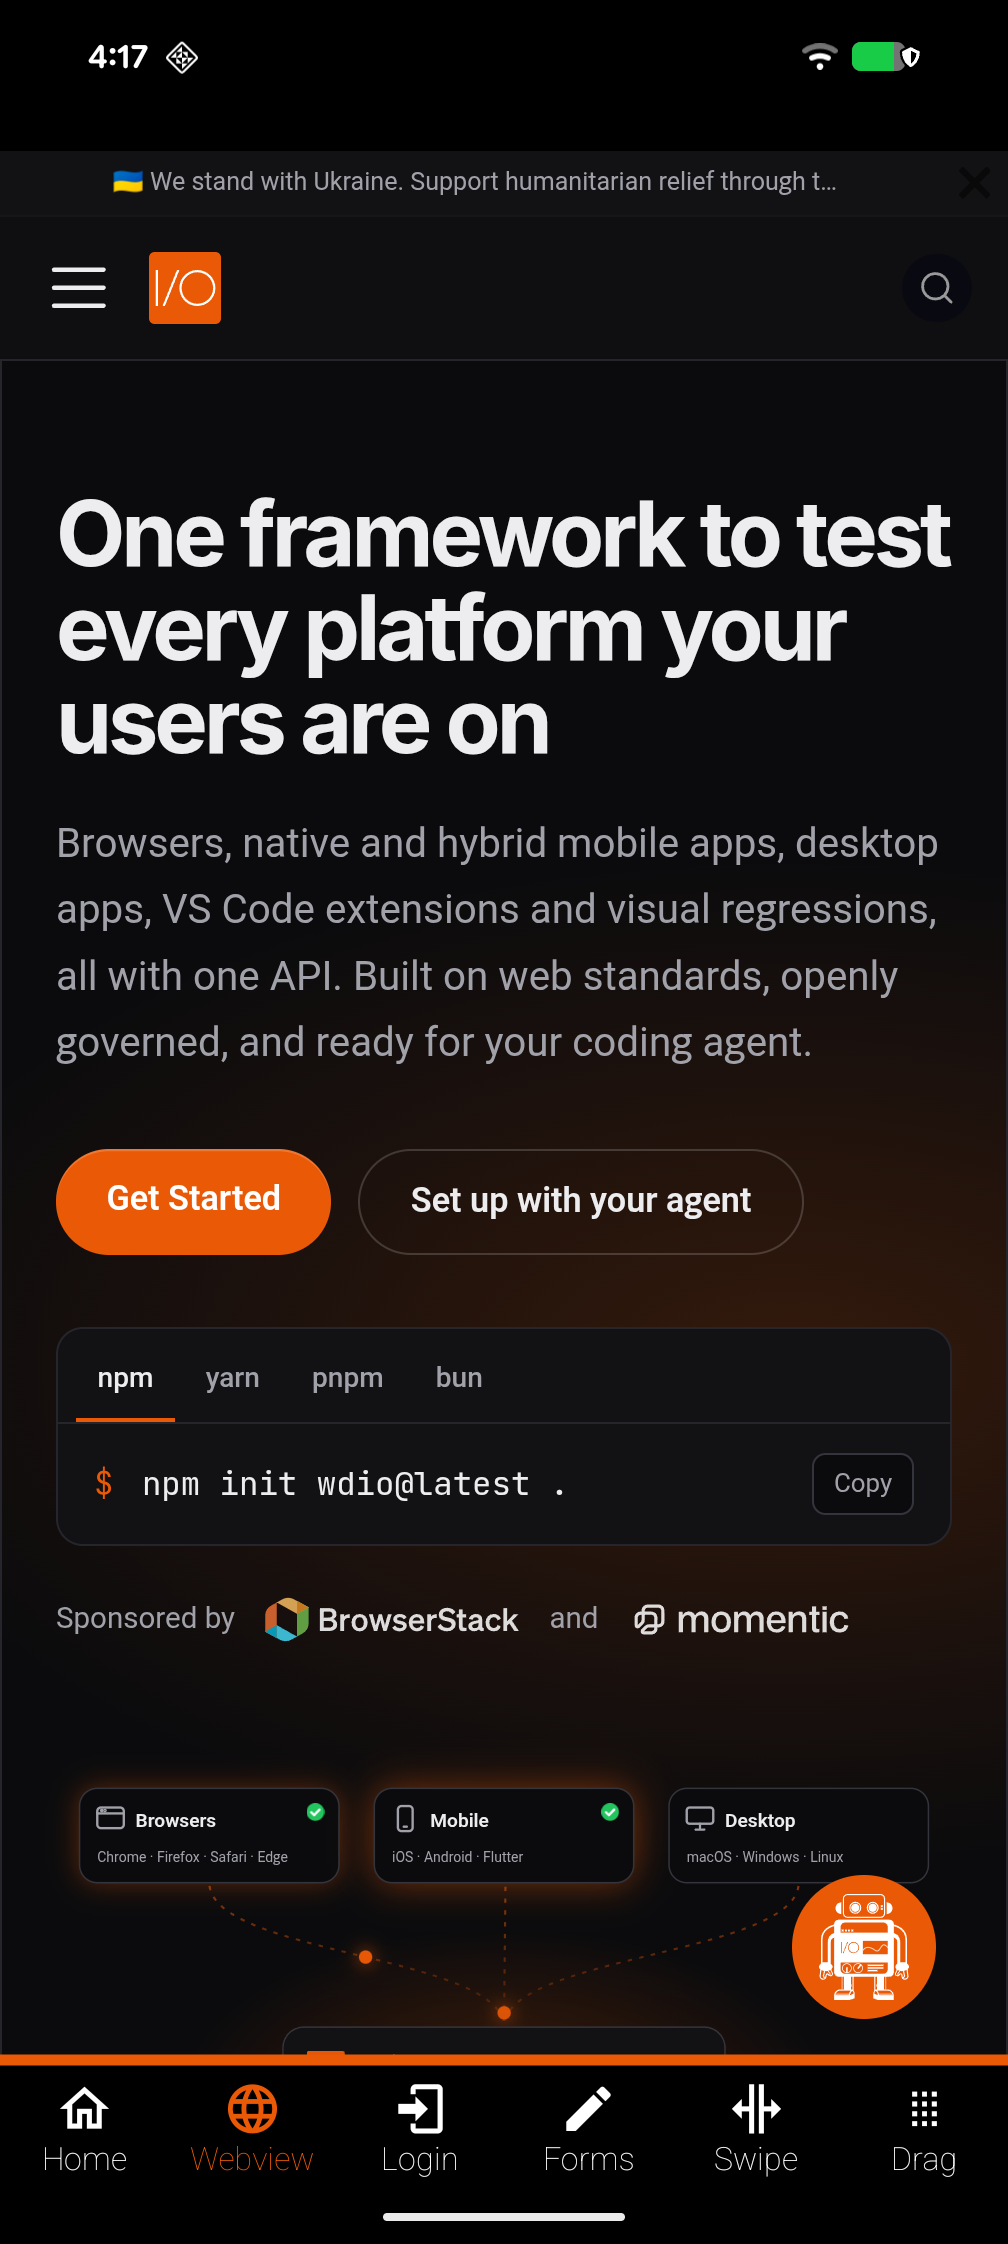 4:17
🇺🇦 We stand with Ukraine. Support humanitarian relief through t…
I/O
One framework to test
every platform your
users are on
Browsers, native and hybrid mobile apps, desktop
apps, VS Code extensions and visual regressions,
all with one API. Built on web standards, openly
governed, and ready for your coding agent.
Get Started
Set up with your agent
npm yarn pnpm bun
$ npm init wdio@latest .
Copy
Sponsored by BrowserStack and momentic
Browsers
Chrome · Firefox · Safari · Edge
Mobile
iOS · Android · Flutter
Desktop
macOS · Windows · Linux
I/O
Home Webview Login Forms Swipe Drag